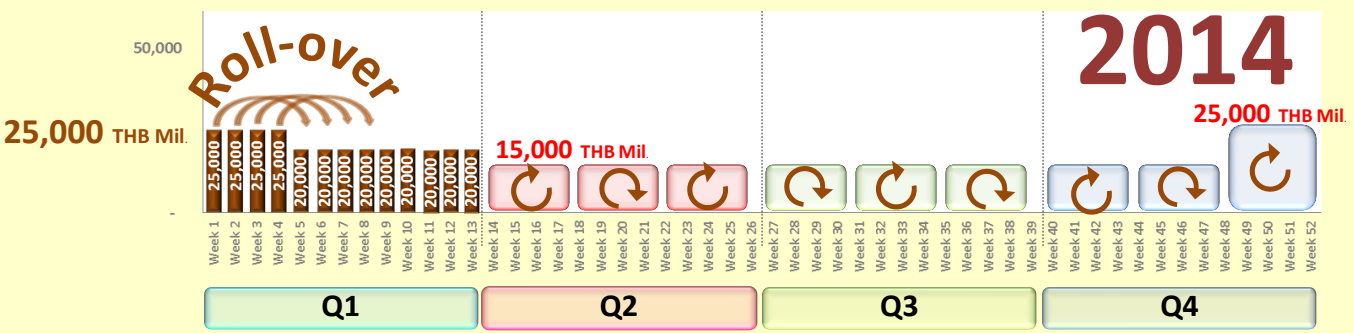 2014
50,000
Roll-over
25,000 THB Mil.
25,000 THB Mil.
15,000 THB Mil.
25,000
25,000
25,000
25,000
20,000
20,000
20,000
20,000
20,000
20,000
20,000
20,000
20,000
-
Week 1
Week 2
Week 3
Week 4
Week 5
Week 6
Week 7
Week 8
Week 9
Week 10
Week 11
Week 12
Week 13
Week 14
Week 15
Week 16
Week 17
Week 18
Week 19
Week 20
Week 21
Week 22
Week 23
Week 24
Week 25
Week 26
Week 27
Week 28
Week 29
Week 30
Week 31
Week 32
Week 33
Week 34
Week 35
Week 36
Week 37
Week 38
Week 39
Week 40
Week 41
Week 42
Week 43
Week 44
Week 45
Week 46
Week 47
Week 48
Week 49
Week 50
Week 51
Week 52
Q1
Q2
Q3
Q4